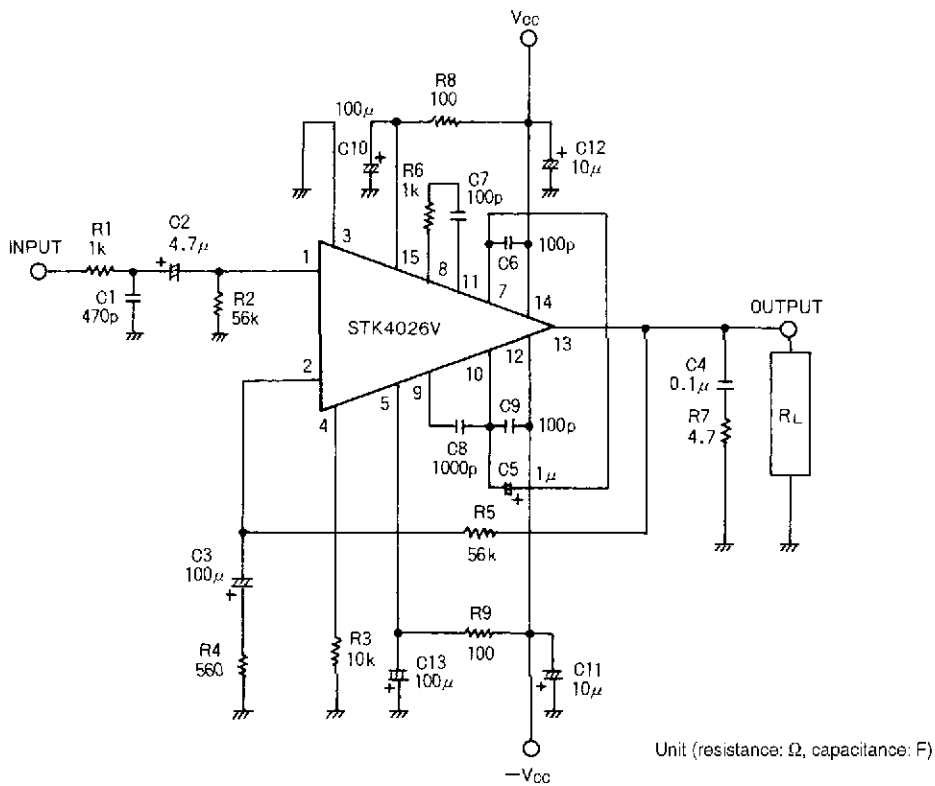 Vcc
R8
100
100μ
C10
+
R6
1k
C7
100p
+
C12
10μ
R1
1k
C2
4.7μ
+
INPUT
3
1
15
8
11
C6
7
100p
14
C1
470p
R2
56k
STK4026V
OUTPUT
12
13
2
10
9
5
4
C9
100p
C8
1000p
C5
1μ
+
C4
0.1μ
R7
4.7
RL
R5
56k
C3
100μ
+
R4
560
R3
10k
R9
100
C13
100μ
+
C11
10μ
+
−Vcc
Unit (resistance: Ω, capacitance: F)